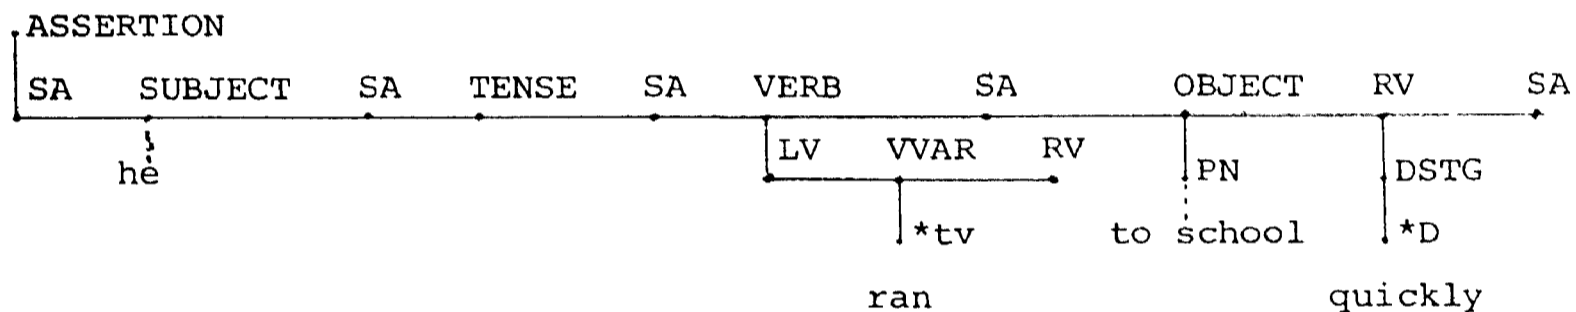 ASSERTION
SA SUBJECT SA TENSE SA VERB SA OBJECT RV SA
he LV VVAR RV PN DSTG
*tv to school *D
ran quickly